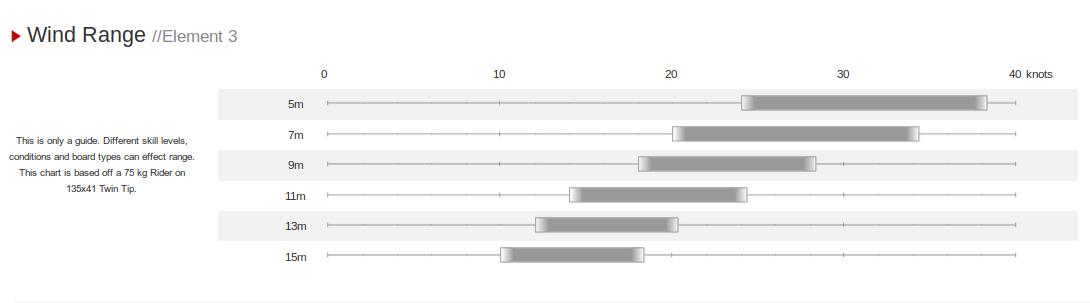 Wind Range //Element 3
0 10 20 30 40 knots
5m
7m
This is only a guide. Different skill levels,
conditions and board types can effect range.
9m
This chart is based off a 75 kg Rider on
135x41 Twin Tip.
11m
13m
15m